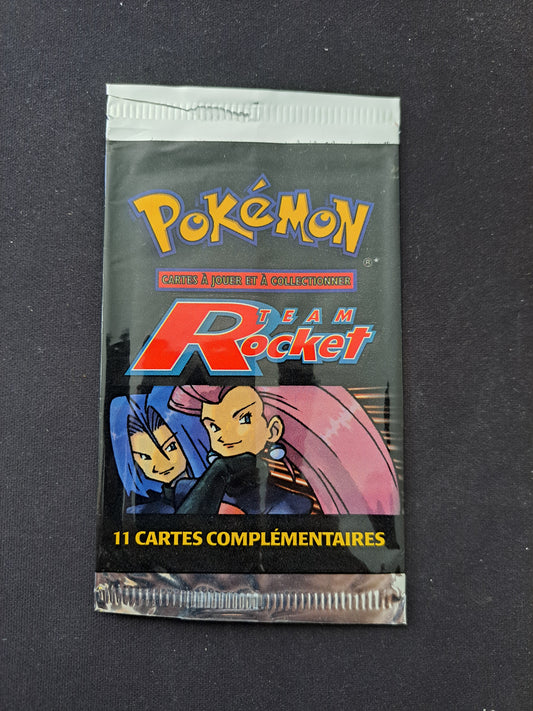 POKéMON
®*
CARTES À JOUER ET À COLLECTIONNER
TEAM
Rocket
11 CARTES COMPLÉMENTAIRES